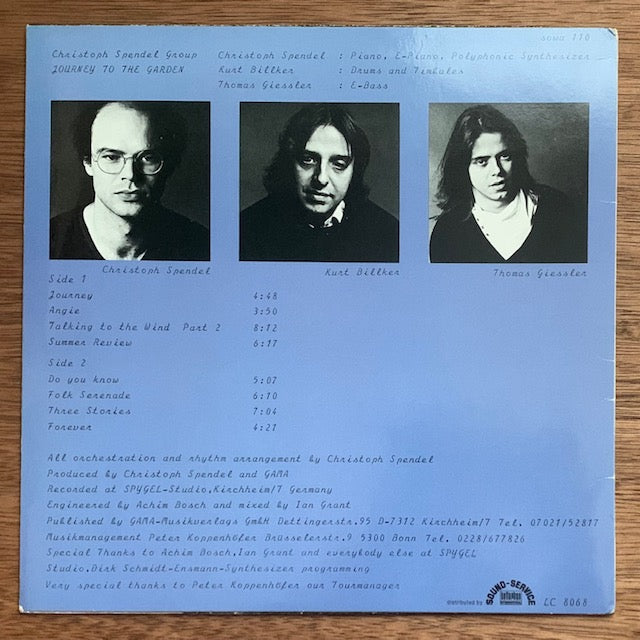 sowa 110
Christoph Spendel Group
JOURNEY TO THE GARDEN
Christoph Spendel : Piano, E-Piano, Polyphonic Synthesizer
Kurt Billker : Drums and Timbales
Thomas Giessler : E-Bass
Christoph Spendel
Kurt Billker
Thomas Giessler
Side 1
Journey 4:48
Angie 3:50
Talking to the Wind Part 2 8:12
Summer Review 6:17
Side 2
Do you know 5:07
Folk Serenade 6:10
Three Stories 7:04
Forever 4:21
All orchestration and rhythm arrangement by Christoph Spendel
Produced by Christoph Spendel and GAMA
Recorded at SPYGEL-Studio,Kirchheim/7 Germany
Engineered by Achim Bosch and mixed by Ian Grant
Published by GAMA-Musikverlags GmbH Dettingerstr.95 D-7312 Kirchheim/7 Tel. 07021/52817
Musikmanagement Peter Koppenhöfer Brüsselerstr.9 5300 Bonn Tel. 0228/677826
Special Thanks to Achim Bosch,Ian Grant and everybody else at SPYGEL
Studio,Dirk Schmidt-Ensmann-Synthesizer programming
Very special thanks to Peter Koppenhöfer our Tourmanager
distributed by SOUND-SERVICE
LC 8068